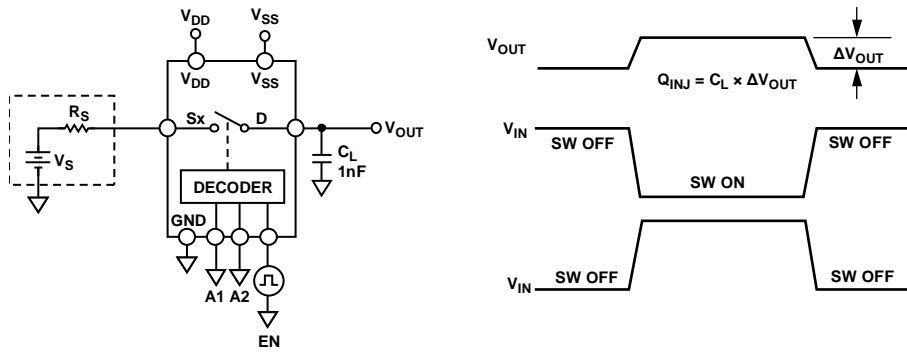 VDD
VSS
VDD
VSS
RS
Sx
D
VOUT
VS
CL
1nF
DECODER
GND
A1
A2
EN
VOUT
ΔVOUT
QINJ = CL × ΔVOUT
VIN
SW OFF
SW OFF
SW ON
VIN
SW OFF
SW OFF